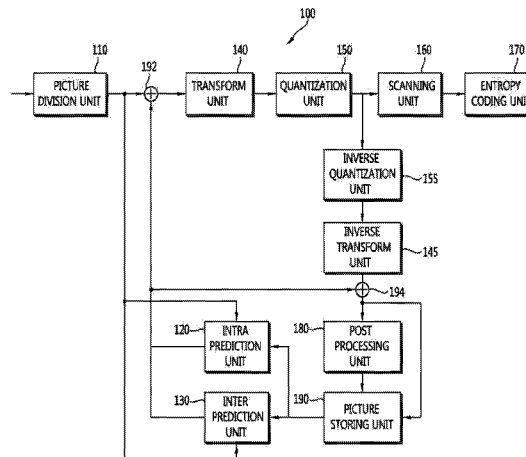 100
110
192
140
150
160
170
PICTURE
DIVISION UNIT
TRANSFORM
UNIT
QUANTIZATION
UNIT
SCANNING
UNIT
ENTROPY
CODING UNIT
INVERSE
QUANTIZATION
UNIT
155
INVERSE
TRANSFORM
UNIT
145
194
120
INTRA
PREDICTION
UNIT
180
POST
PROCESSING
UNIT
130
INTER
PREDICTION
UNIT
190
PICTURE
STORING UNIT